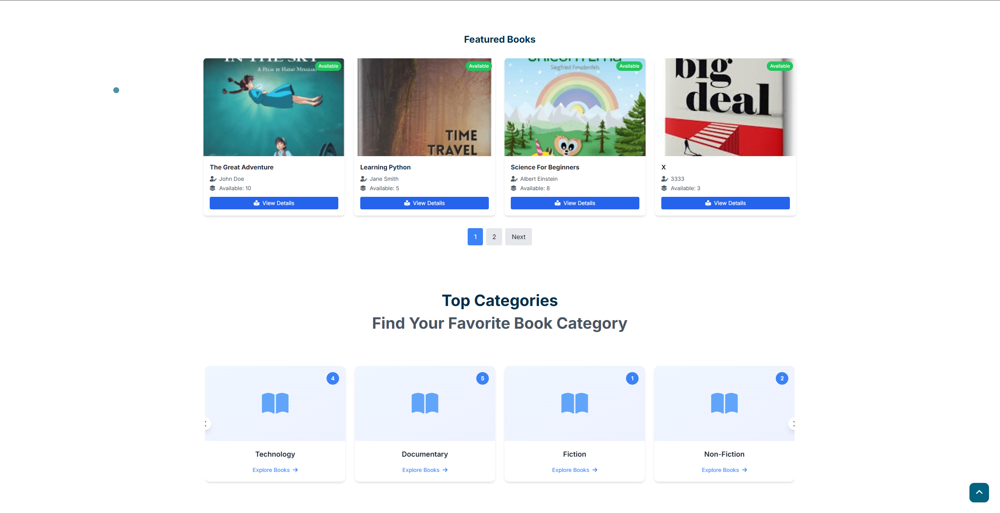 Featured Books
IN THE SKY
A Film by Hayao Miyazaki
Available
Available
TIME
TRAVEL
Siegfried Freudenfels
Available
big
deal
Available
The Great Adventure
John Doe
Available: 10
View Details
Learning Python
Jane Smith
Available: 5
View Details
Science For Beginners
Albert Einstein
Available: 8
View Details
X
3333
Available: 3
View Details
1 2 Next
Top Categories
Find Your Favorite Book Category
4
5
1
2
Technology
Explore Books
Documentary
Explore Books
Fiction
Explore Books
Non-Fiction
Explore Books